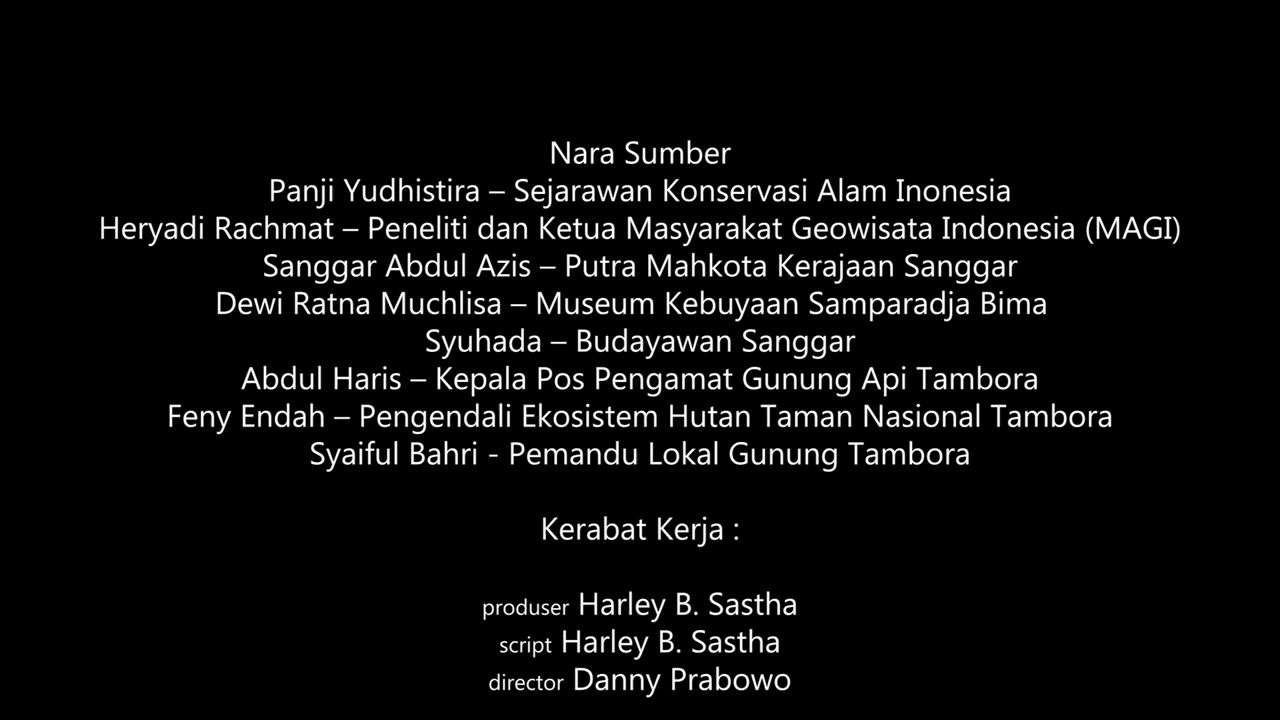 Nara Sumber
Panji Yudhistira – Sejarawan Konservasi Alam Inonesia
Heryadi Rachmat – Peneliti dan Ketua Masyarakat Geowisata Indonesia (MAGI)
Sanggar Abdul Azis – Putra Mahkota Kerajaan Sanggar
Dewi Ratna Muchlisa – Museum Kebuyaan Samparadja Bima
Syuhada – Budayawan Sanggar
Abdul Haris – Kepala Pos Pengamat Gunung Api Tambora
Feny Endah – Pengendali Ekosistem Hutan Taman Nasional Tambora
Syaiful Bahri - Pemandu Lokal Gunung Tambora
Kerabat Kerja :
produser Harley B. Sastha
script Harley B. Sastha
director Danny Prabowo